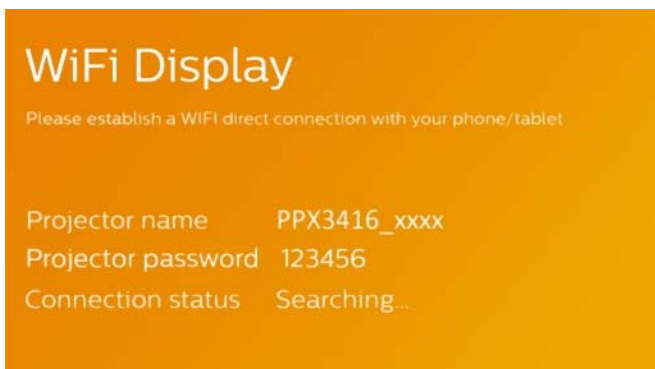 WiFi Display
Please establish a WIFI direct connection with your phone/tablet
Projector name PPX3416_xxxx
Projector password 123456
Connection status Searching...